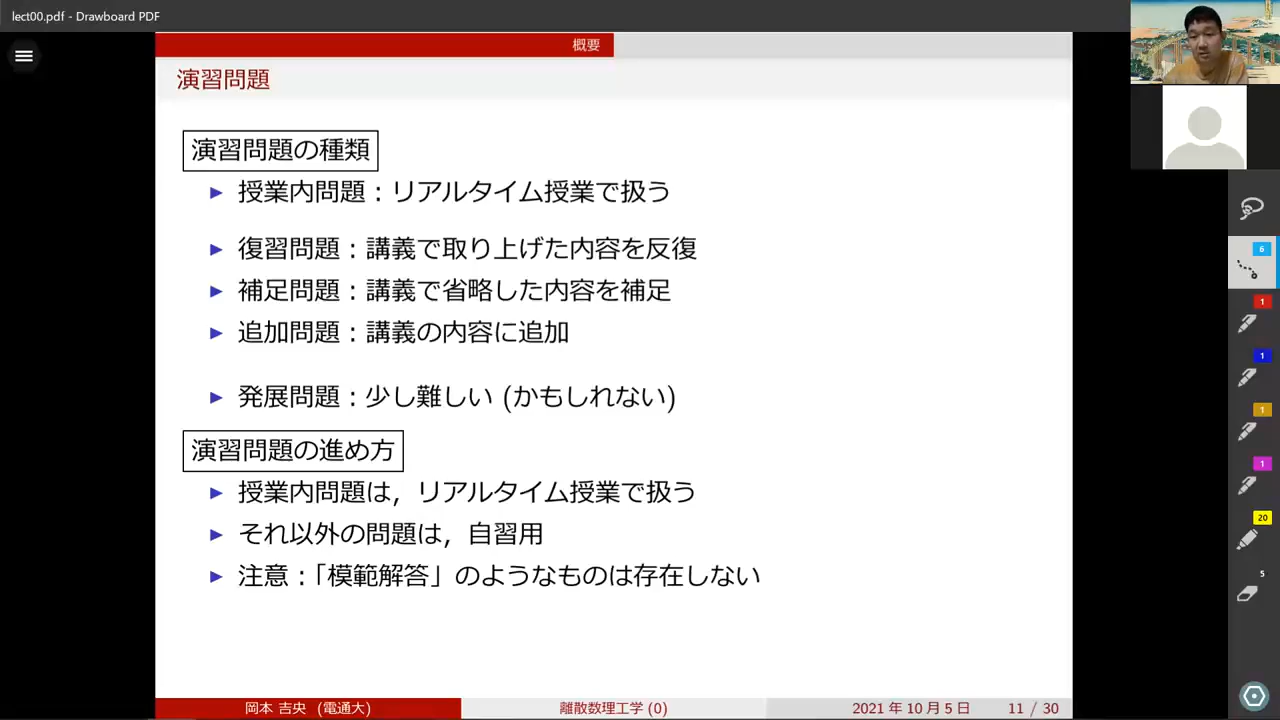 lect00.pdf - Drawboard PDF
概要
演習問題
演習問題の種類
▶ 授業内問題：リアルタイム授業で扱う
▶ 復習問題：講義で取り上げた内容を反復
▶ 補足問題：講義で省略した内容を補足
▶ 追加問題：講義の内容に追加
▶ 発展問題：少し難しい (かもしれない)
演習問題の進め方
▶ 授業内問題は，リアルタイム授業で扱う
▶ それ以外の問題は，自習用
▶ 注意：「模範解答」のようなものは存在しない
岡本 吉央 (電通大) 離散数理工学 (0) 2021 年 10 月 5 日 11 / 30
6
1
1
1
1
20
5